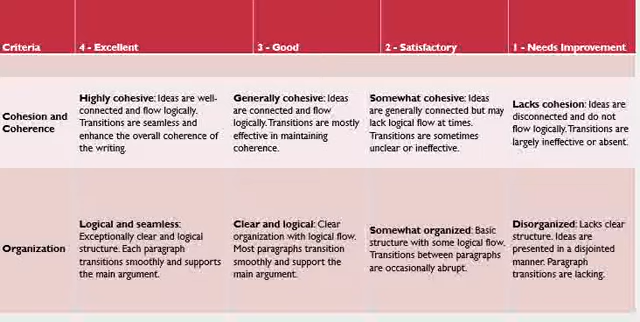 Criteria
4 - Excellent
3 - Good
2 - Satisfactory
1 - Needs Improvement
Cohesion and
Coherence
Highly cohesive: Ideas are well-
connected and flow logically.
Transitions are seamless and
enhance the overall coherence of
the writing.
Generally cohesive: Ideas
are connected and flow
logically. Transitions are mostly
effective in maintaining
coherence.
Somewhat cohesive: Ideas
are generally connected but may
lack logical flow at times.
Transitions are sometimes
unclear or ineffective.
Lacks cohesion: Ideas are
disconnected and do not
flow logically. Transitions are
largely ineffective or absent.
Organization
Logical and seamless:
Exceptionally clear and logical
structure. Each paragraph
transitions smoothly and supports
the main argument.
Clear and logical: Clear
organization with logical flow.
Most paragraphs transition
smoothly and support the
main argument.
Somewhat organized: Basic
structure with some logical flow.
Transitions between paragraphs
are occasionally abrupt.
Disorganized: Lacks clear
structure. Ideas are
presented in a disjointed
manner. Paragraph
transitions are lacking.